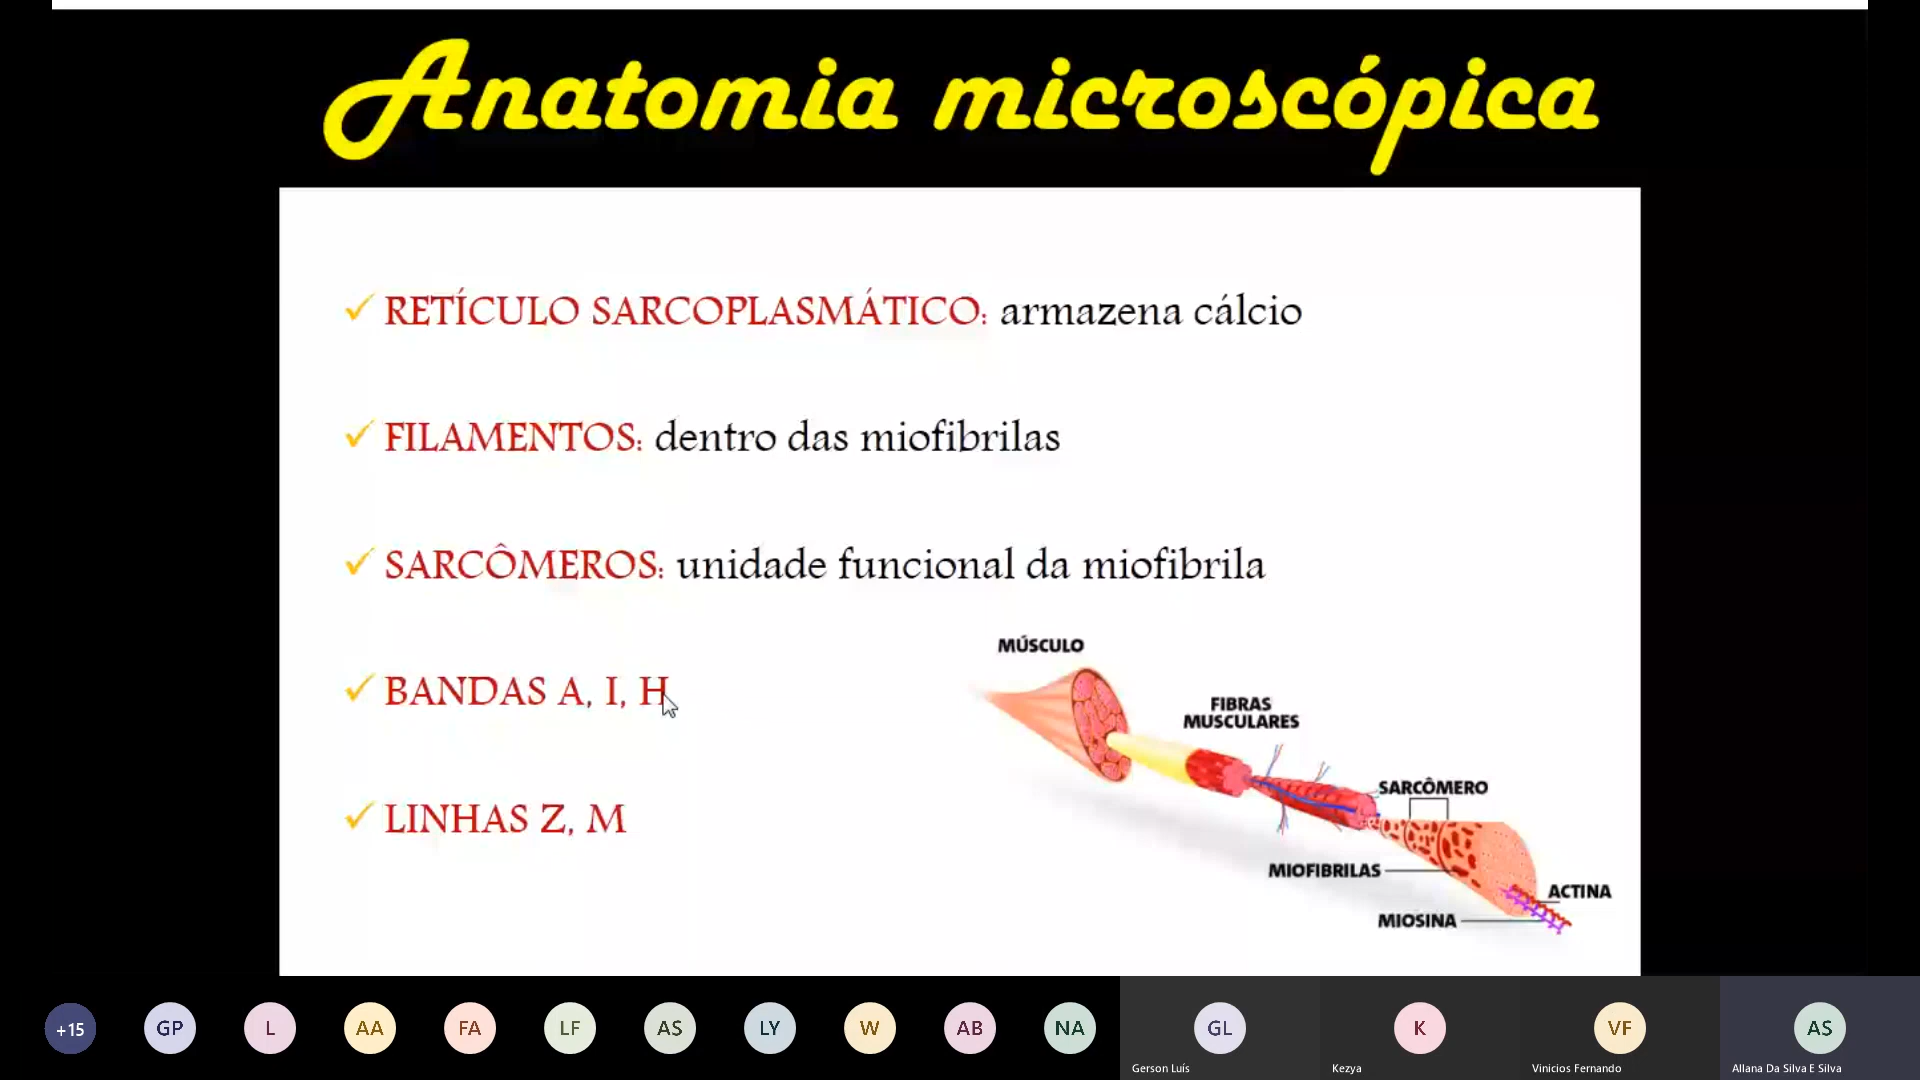 Anatomia microscópica
RETÍCULO SARCOPLASMÁTICO: armazena cálcio
FILAMENTOS: dentro das miofibrilas
SARCÔMEROS: unidade funcional da miofibrila
BANDAS A, I, H
LINHAS Z, M
MÚSCULO
FIBRAS
MUSCULARES
SARCÔMERO
MIOFIBRILAS
ACTINA
MIOSINA
+15 GP L AA FA LF AS LY W AB NA GL K VF AS
Gerson Luís Kezya Vinicios Fernando Allana Da Silva E Silva